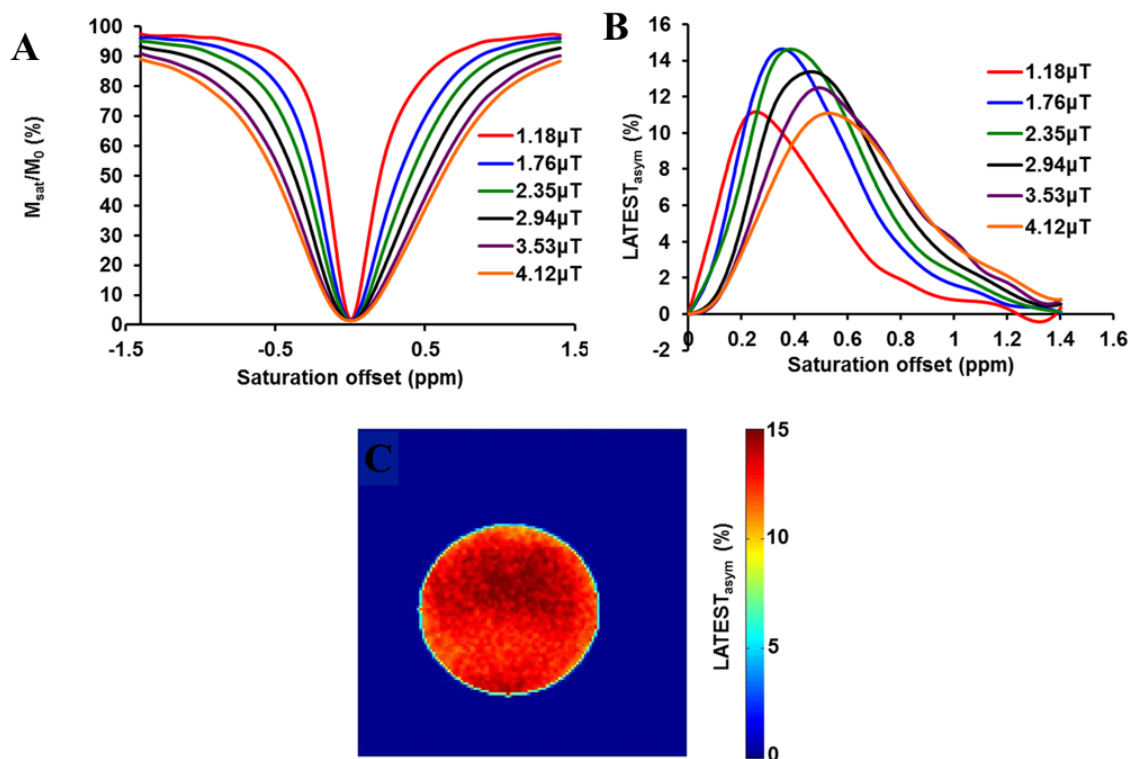 A
100
90
80
70
60
50
40
30
20
10
0
M_sat/M_0 (%)
-1.5
-0.5
0.5
1.5
Saturation offset (ppm)
1.18µT
1.76µT
2.35µT
2.94µT
3.53µT
4.12µT
B
16
14
12
10
8
6
4
2
0
-2
LATEST_asym (%)
0
0.2
0.4
0.6
0.8
1
1.2
1.4
1.6
Saturation offset (ppm)
1.18µT
1.76µT
2.35µT
2.94µT
3.53µT
4.12µT
C
LATEST_asym (%)
15
10
5
0